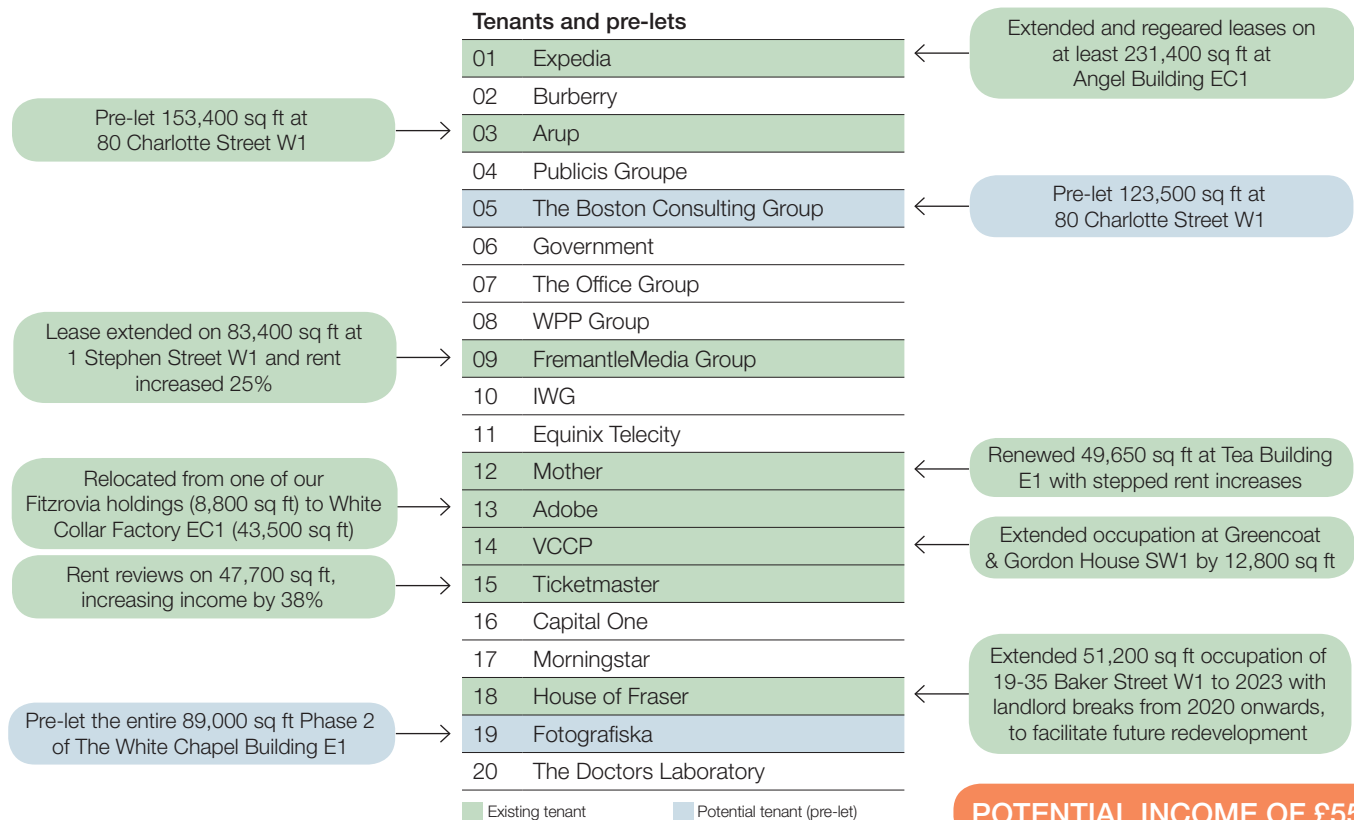 Tenants and pre-lets
01 Expedia
02 Burberry
03 Arup
04 Publicis Groupe
05 The Boston Consulting Group
06 Government
07 The Office Group
08 WPP Group
09 FremantleMedia Group
10 IWG
11 Equinix Telecity
12 Mother
13 Adobe
14 VCCP
15 Ticketmaster
16 Capital One
17 Morningstar
18 House of Fraser
19 Fotografiska
20 The Doctors Laboratory
Existing tenant
Potential tenant (pre-let)
Pre-let 153,400 sq ft at
80 Charlotte Street W1
Lease extended on 83,400 sq ft at
1 Stephen Street W1 and rent
increased 25%
Relocated from one of our
Fitzrovia holdings (8,800 sq ft) to White
Collar Factory EC1 (43,500 sq ft)
Rent reviews on 47,700 sq ft,
increasing income by 38%
Pre-let the entire 89,000 sq ft Phase 2
of The White Chapel Building E1
Extended and regeared leases on
at least 231,400 sq ft at
Angel Building EC1
Pre-let 123,500 sq ft at
80 Charlotte Street W1
Renewed 49,650 sq ft at Tea Building
E1 with stepped rent increases
Extended occupation at Greencoat
& Gordon House SW1 by 12,800 sq ft
Extended 51,200 sq ft occupation of
19-35 Baker Street W1 to 2023 with
landlord breaks from 2020 onwards,
to facilitate future redevelopment
POTENTIAL INCOME OF